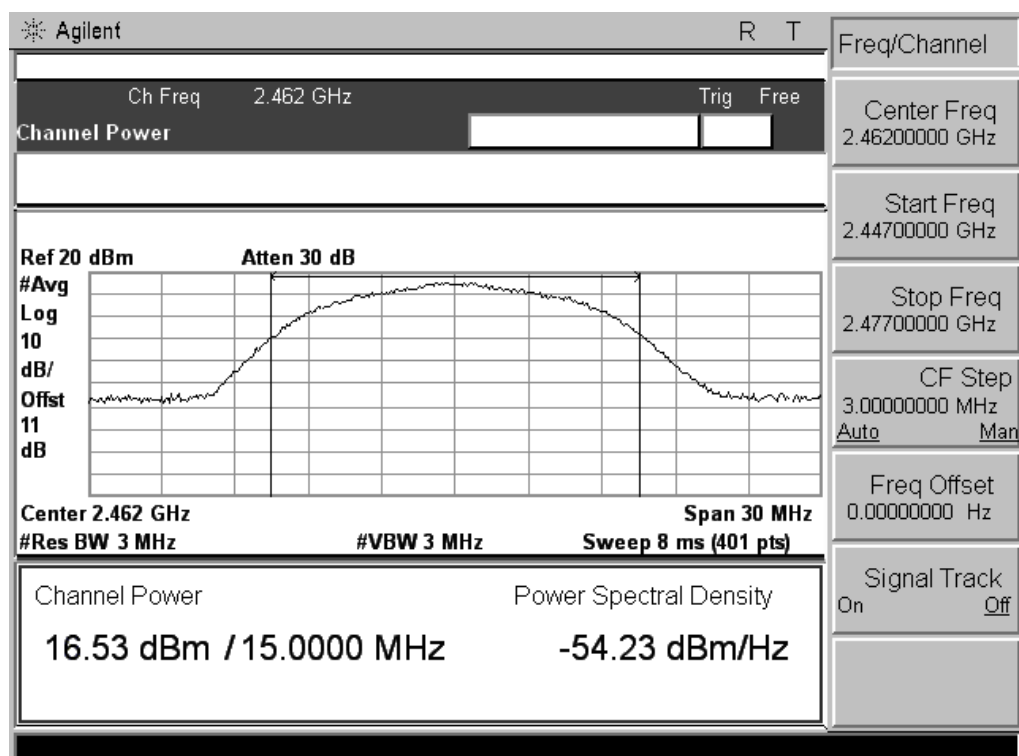 Agilent R T
Ch Freq 2.462 GHz Trig Free
Channel Power
Ref 20 dBm Atten 30 dB
#Avg
Log
10
dB/
Offst
11
dB
Center 2.462 GHz Span 30 MHz
#Res BW 3 MHz #VBW 3 MHz Sweep 8 ms (401 pts)
Channel Power Power Spectral Density
16.53 dBm / 15.0000 MHz -54.23 dBm/Hz
Freq/Channel
Center Freq
2.46200000 GHz
Start Freq
2.44700000 GHz
Stop Freq
2.47700000 GHz
CF Step
3.00000000 MHz
Auto Man
Freq Offset
0.00000000 Hz
Signal Track
On Off